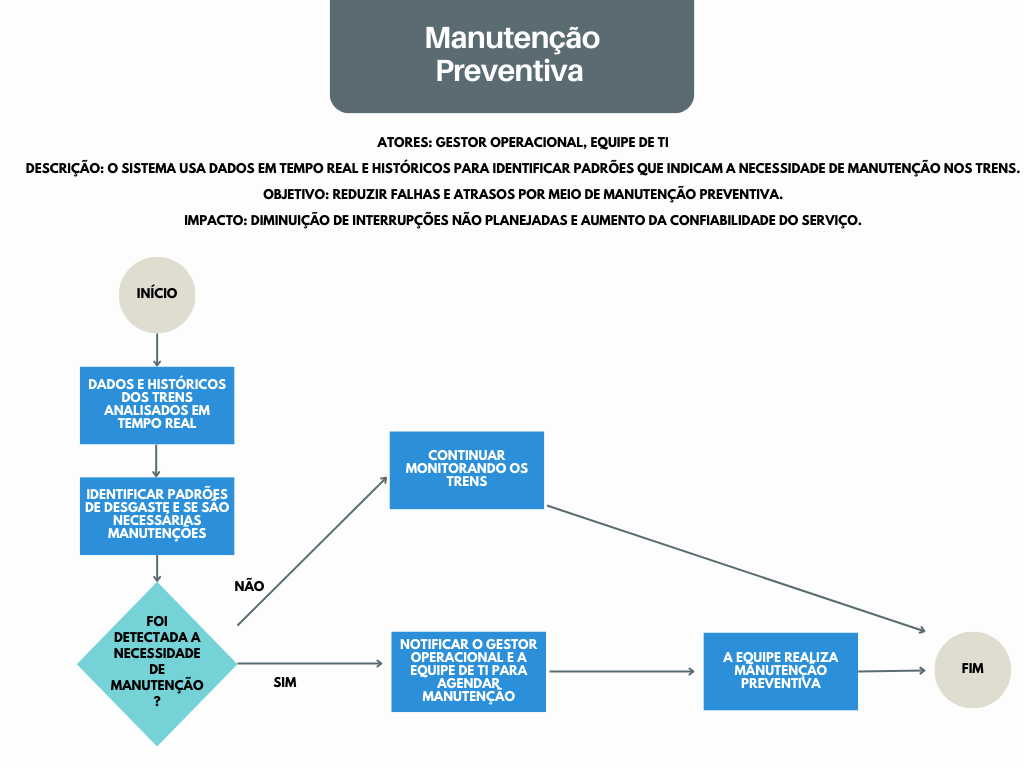 Manutenção
Preventiva
ATORES: GESTOR OPERACIONAL, EQUIPE DE TI
DESCRIÇÃO: O SISTEMA USA DADOS EM TEMPO REAL E HISTÓRICOS PARA IDENTIFICAR PADRÕES QUE INDICAM A NECESSIDADE DE MANUTENÇÃO NOS TRENS.
OBJETIVO: REDUZIR FALHAS E ATRASOS POR MEIO DE MANUTENÇÃO PREVENTIVA.
IMPACTO: DIMINUIÇÃO DE INTERRUPÇÕES NÃO PLANEJADAS E AUMENTO DA CONFIABILIDADE DO SERVIÇO.
INÍCIO
DADOS E HISTÓRICOS
DOS TRENS
ANALISADOS EM
TEMPO REAL
IDENTIFICAR PADRÕES
DE DESGASTE E SE SÃO
NECESSÁRIAS
MANUTENÇÕES
FOI
DETECTADA A
NECESSIDADE
DE
MANUTENÇÃO
?
NÃO
CONTINUAR
MONITORANDO OS
TRENS
SIM
NOTIFICAR O GESTOR
OPERACIONAL E A
EQUIPE DE TI PARA
AGENDAR
MANUTENÇÃO
A EQUIPE REALIZA
MANUTENÇÃO
PREVENTIVA
FIM